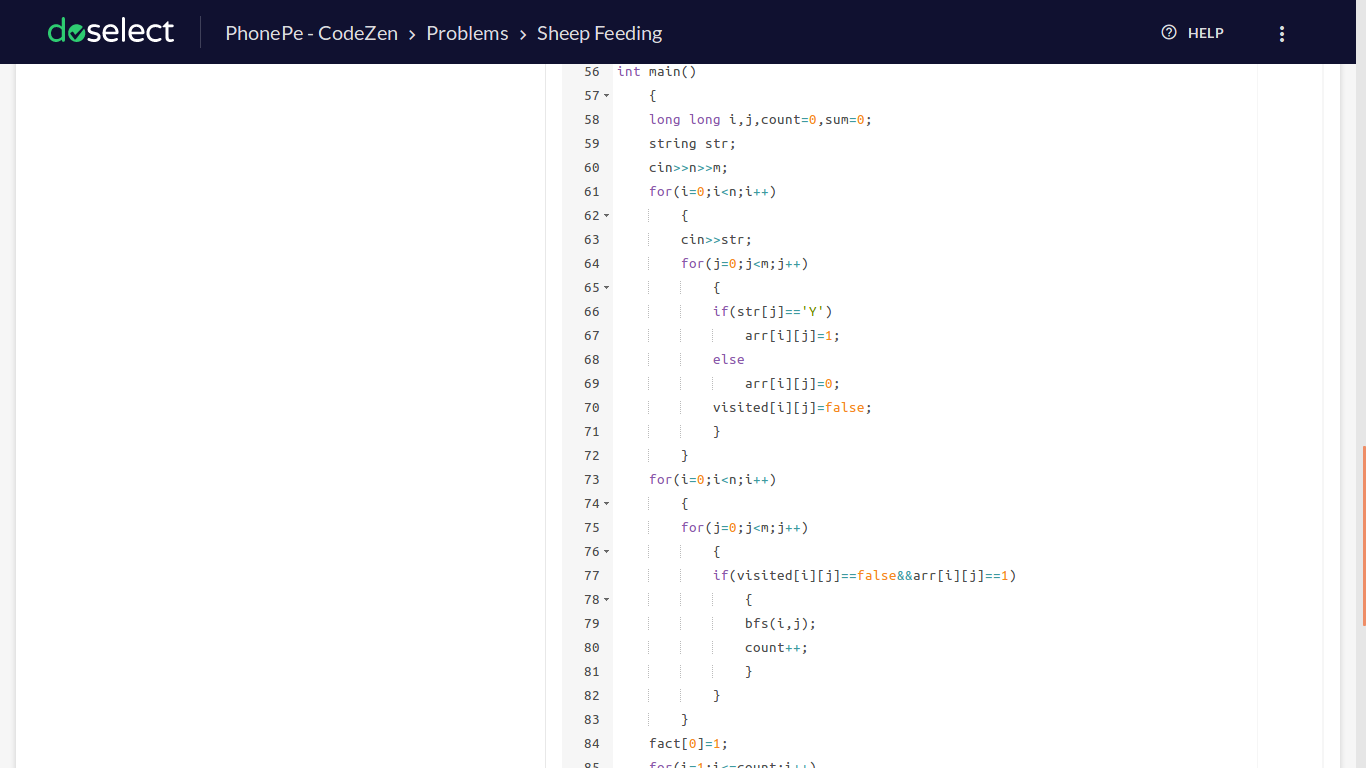 doselect PhonePe - CodeZen › Problems › Sheep Feeding HELP
56 int main()
57 {
58 long long i,j,count=0,sum=0;
59 string str;
60 cin>>n>>m;
61 for(i=0;i<n;i++)
62 {
63 cin>>str;
64 for(j=0;j<m;j++)
65 {
66 if(str[j]=='Y')
67 arr[i][j]=1;
68 else
69 arr[i][j]=0;
70 visited[i][j]=false;
71 }
72 }
73 for(i=0;i<n;i++)
74 {
75 for(j=0;j<m;j++)
76 {
77 if(visited[i][j]==false&&arr[i][j]==1)
78 {
79 bfs(i,j);
80 count++;
81 }
82 }
83 }
84 fact[0]=1;
85 for(i=1;i<=count;i++)